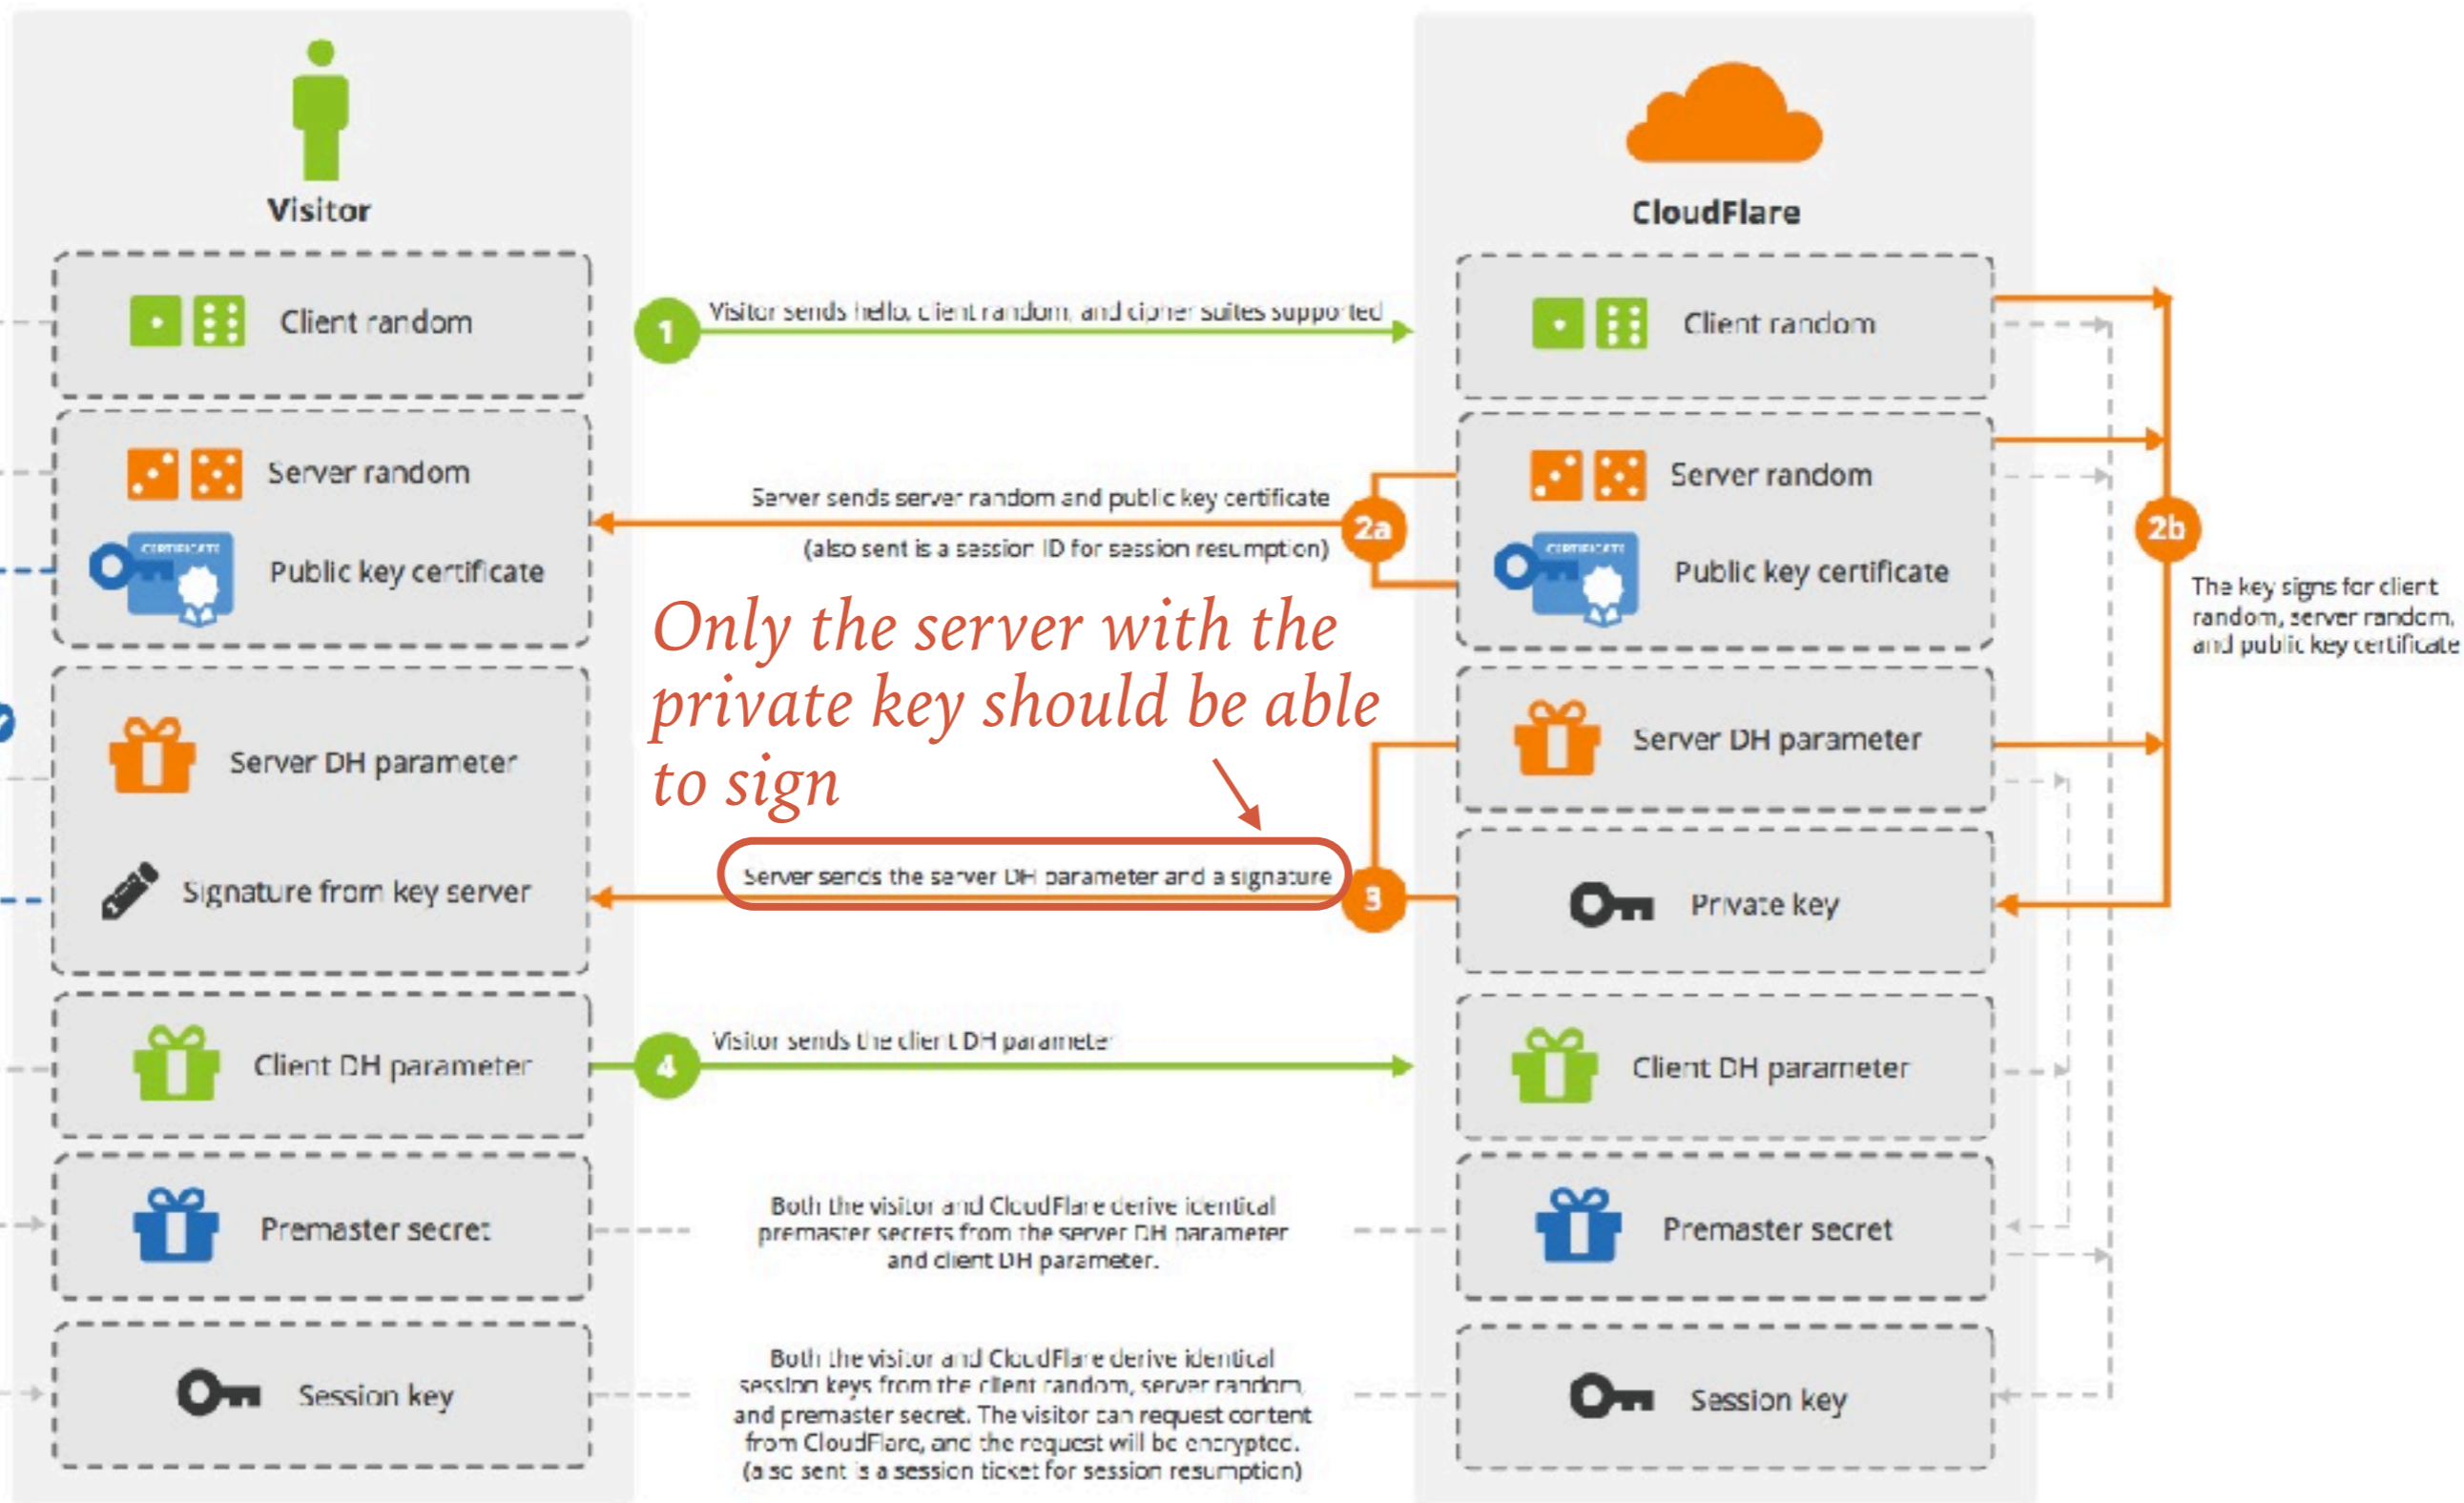 Visitor
CloudFlare
Client random
1
Visitor sends hello, client random, and cipher suites supported
Client random
Server random
Public key certificate
CERTIFICATE
Server sends server random and public key certificate
(also sent is a session ID for session resumption)
2a
Server random
Public key certificate
CERTIFICATE
2b
The key signs for client
random, server random,
and public key certificate
Only the server with the
private key should be able
to sign
Server DH parameter
Signature from key server
Server sends the server DH parameter and a signature
3
Server DH parameter
Private key
Client DH parameter
4
Visitor sends the client DH parameter
Client DH parameter
Premaster secret
Both the visitor and CloudFlare derive identical
premaster secrets from the server DH parameter
and client DH parameter.
Premaster secret
Session key
Both the visitor and CloudFlare derive identical
session keys from the client random, server random,
and premaster secret. The visitor can request content
from CloudFlare, and the request will be encrypted.
(also sent is a session ticket for session resumption)
Session key